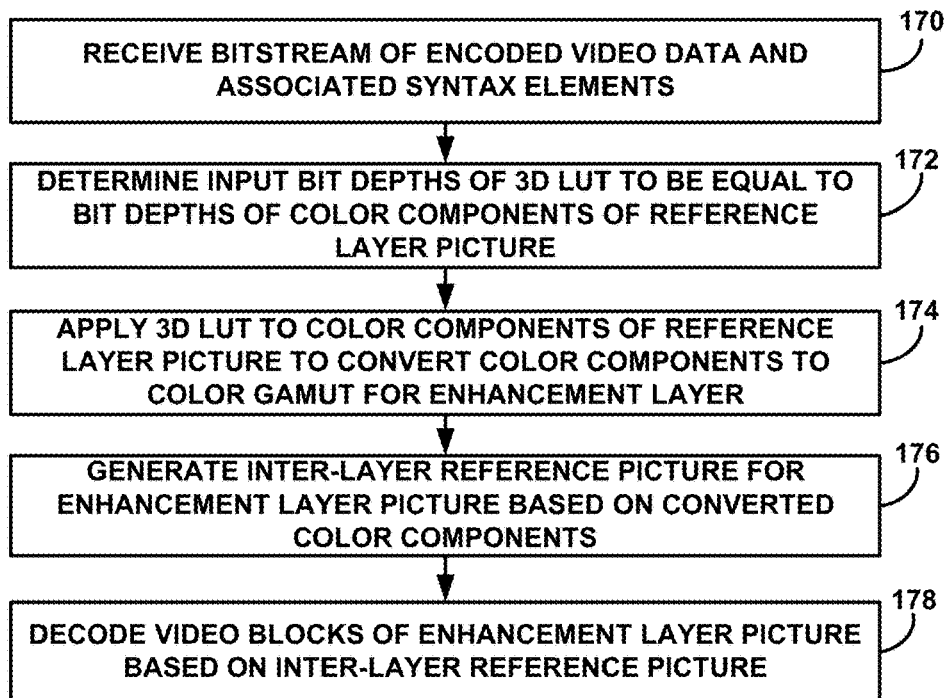 170
RECEIVE BITSTREAM OF ENCODED VIDEO DATA AND
ASSOCIATED SYNTAX ELEMENTS
172
DETERMINE INPUT BIT DEPTHS OF 3D LUT TO BE EQUAL TO
BIT DEPTHS OF COLOR COMPONENTS OF REFERENCE
LAYER PICTURE
174
APPLY 3D LUT TO COLOR COMPONENTS OF REFERENCE
LAYER PICTURE TO CONVERT COLOR COMPONENTS TO
COLOR GAMUT FOR ENHANCEMENT LAYER
176
GENERATE INTER-LAYER REFERENCE PICTURE FOR
ENHANCEMENT LAYER PICTURE BASED ON CONVERTED
COLOR COMPONENTS
178
DECODE VIDEO BLOCKS OF ENHANCEMENT LAYER PICTURE
BASED ON INTER-LAYER REFERENCE PICTURE